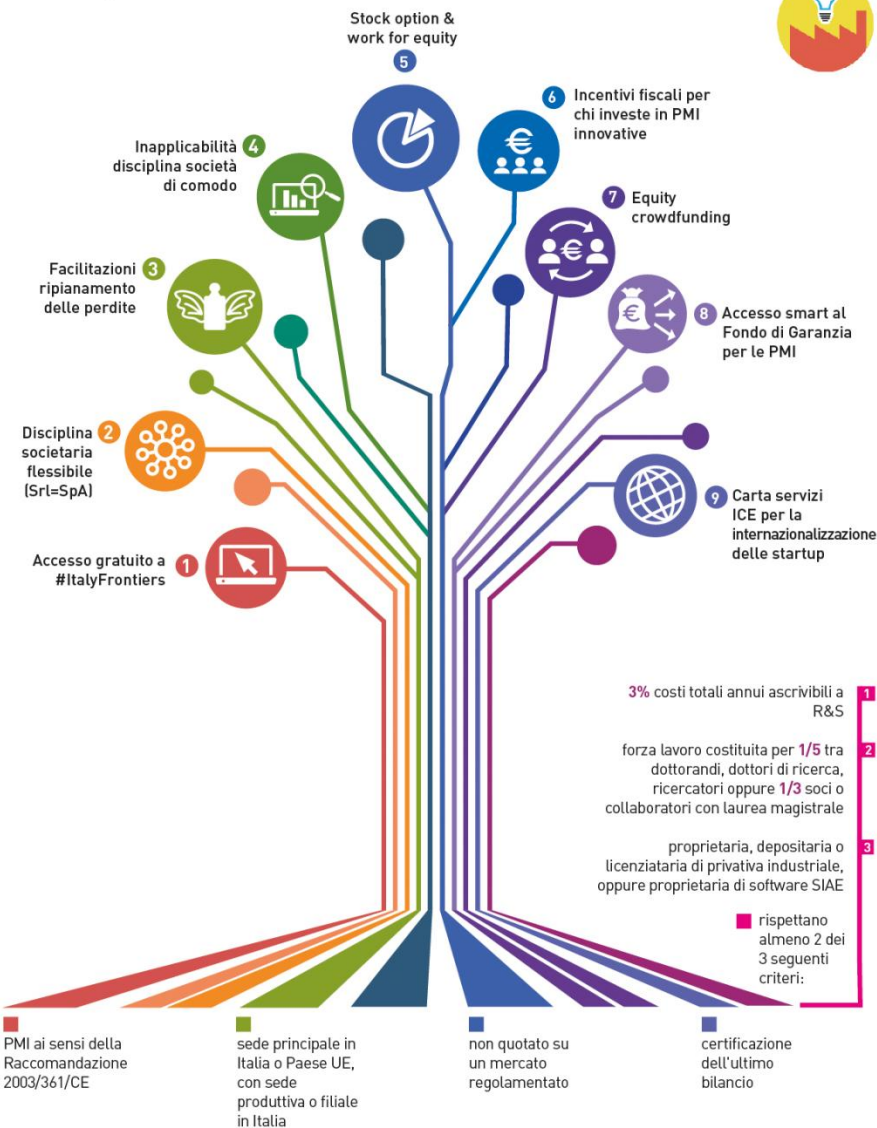 Stock option &
work for equity
5
6
Incentivi fiscali per
chi investe in PMI
innovative
Inapplicabilità
disciplina società
di comodo
4
7
Equity
crowdfunding
Facilitazioni
ripianamento
delle perdite
3
8
Accesso smart al
Fondo di Garanzia
per le PMI
Disciplina
societaria
flessibile
(Srl=SpA)
2
9
Carta servizi
ICE per la
internazionalizzazione
delle startup
Accesso gratuito a
#ItalyFrontiers
1
3% costi totali annui ascrivibili a
R&S
1
forza lavoro costituita per 1/5 tra
dottorandi, dottori di ricerca,
ricercatori oppure 1/3 soci o
collaboratori con laurea magistrale
2
proprietaria, depositaria o
licenziataria di privativa industriale,
oppure proprietaria di software SIAE
3
rispettano
almeno 2 dei
3 seguenti
criteri:
PMI ai sensi della
Raccomandazione
2003/361/CE
sede principale in
Italia o Paese UE,
con sede
produttiva o filiale
in Italia
non quotato su
un mercato
regolamentato
certificazione
dell'ultimo
bilancio